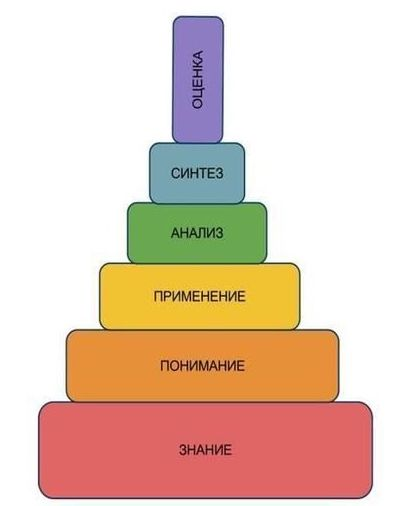 ОЦЕНКА
СИНТЕЗ
АНАЛИЗ
ПРИМЕНЕНИЕ
ПОНИМАНИЕ
ЗНАНИЕ